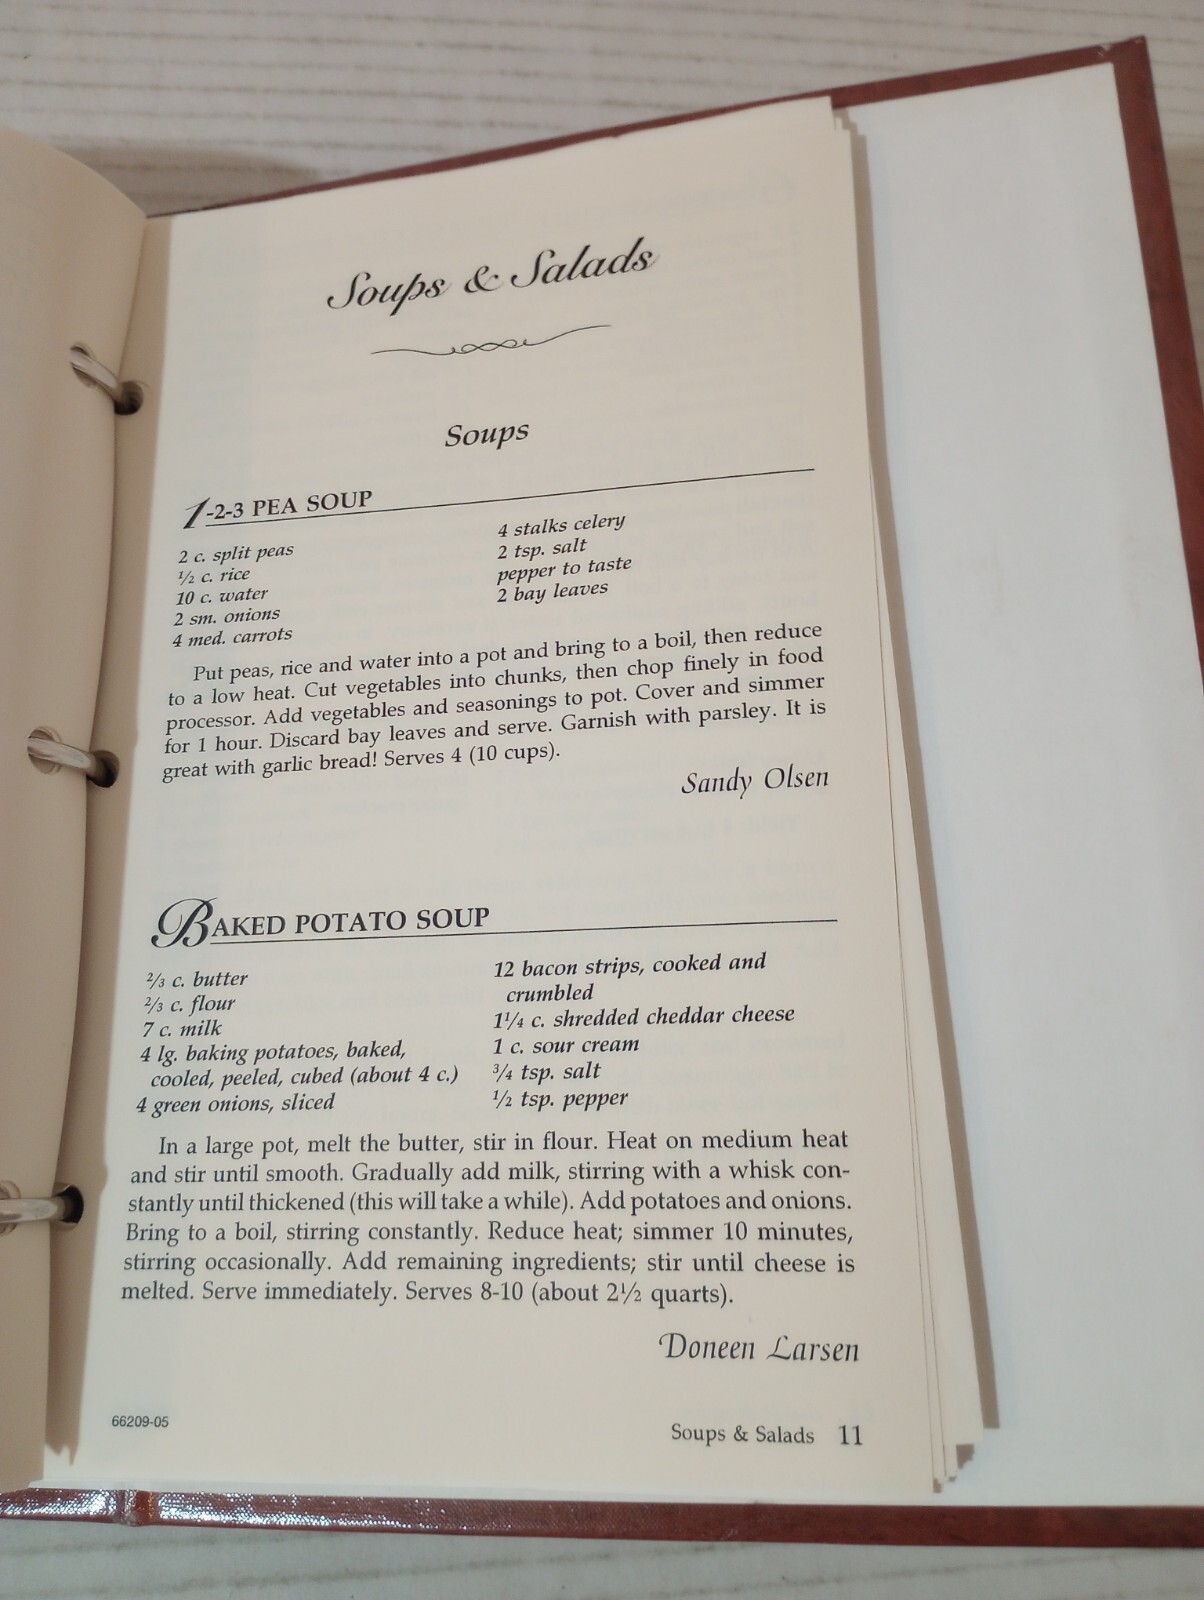 Soups & Salads
Soups
1-2-3 PEA SOUP
2 c. split peas
½ c. rice
10 c. water
2 sm. onions
4 med. carrots
4 stalks celery
2 tsp. salt
pepper to taste
2 bay leaves
Put peas, rice and water into a pot and bring to a boil, then reduce
to a low heat. Cut vegetables into chunks, then chop finely in food
processor. Add vegetables and seasonings to pot. Cover and simmer
for 1 hour. Discard bay leaves and serve. Garnish with parsley. It is
great with garlic bread! Serves 4 (10 cups).
Sandy Olsen
BAKED POTATO SOUP
⅔ c. butter
⅔ c. flour
7 c. milk
4 lg. baking potatoes, baked,
cooled, peeled, cubed (about 4 c.)
4 green onions, sliced
12 bacon strips, cooked and
crumbled
1¼ c. shredded cheddar cheese
1 c. sour cream
¾ tsp. salt
½ tsp. pepper
In a large pot, melt the butter, stir in flour. Heat on medium heat
and stir until smooth. Gradually add milk, stirring with a whisk con-
stantly until thickened (this will take a while). Add potatoes and onions.
Bring to a boil, stirring constantly. Reduce heat; simmer 10 minutes,
stirring occasionally. Add remaining ingredients; stir until cheese is
melted. Serve immediately. Serves 8-10 (about 2½ quarts).
Doneen Larsen
66209-05
Soups & Salads 11